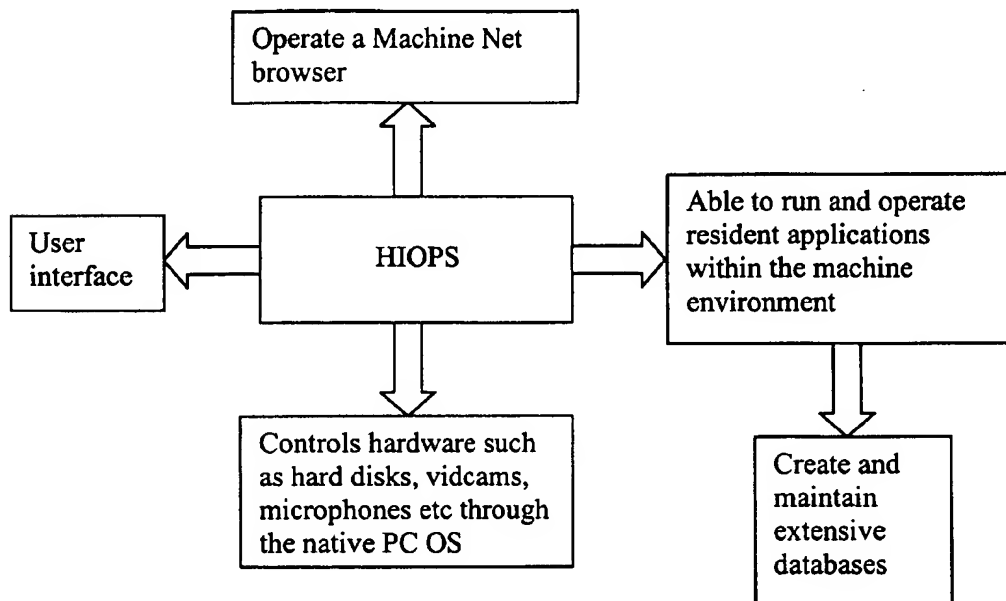 Operate a Machine Net
browser
User
interface
HIOPS
Able to run and operate
resident applications
within the machine
environment
Controls hardware such
as hard disks, vidcams,
microphones etc through
the native PC OS
Create and
maintain
extensive
databases